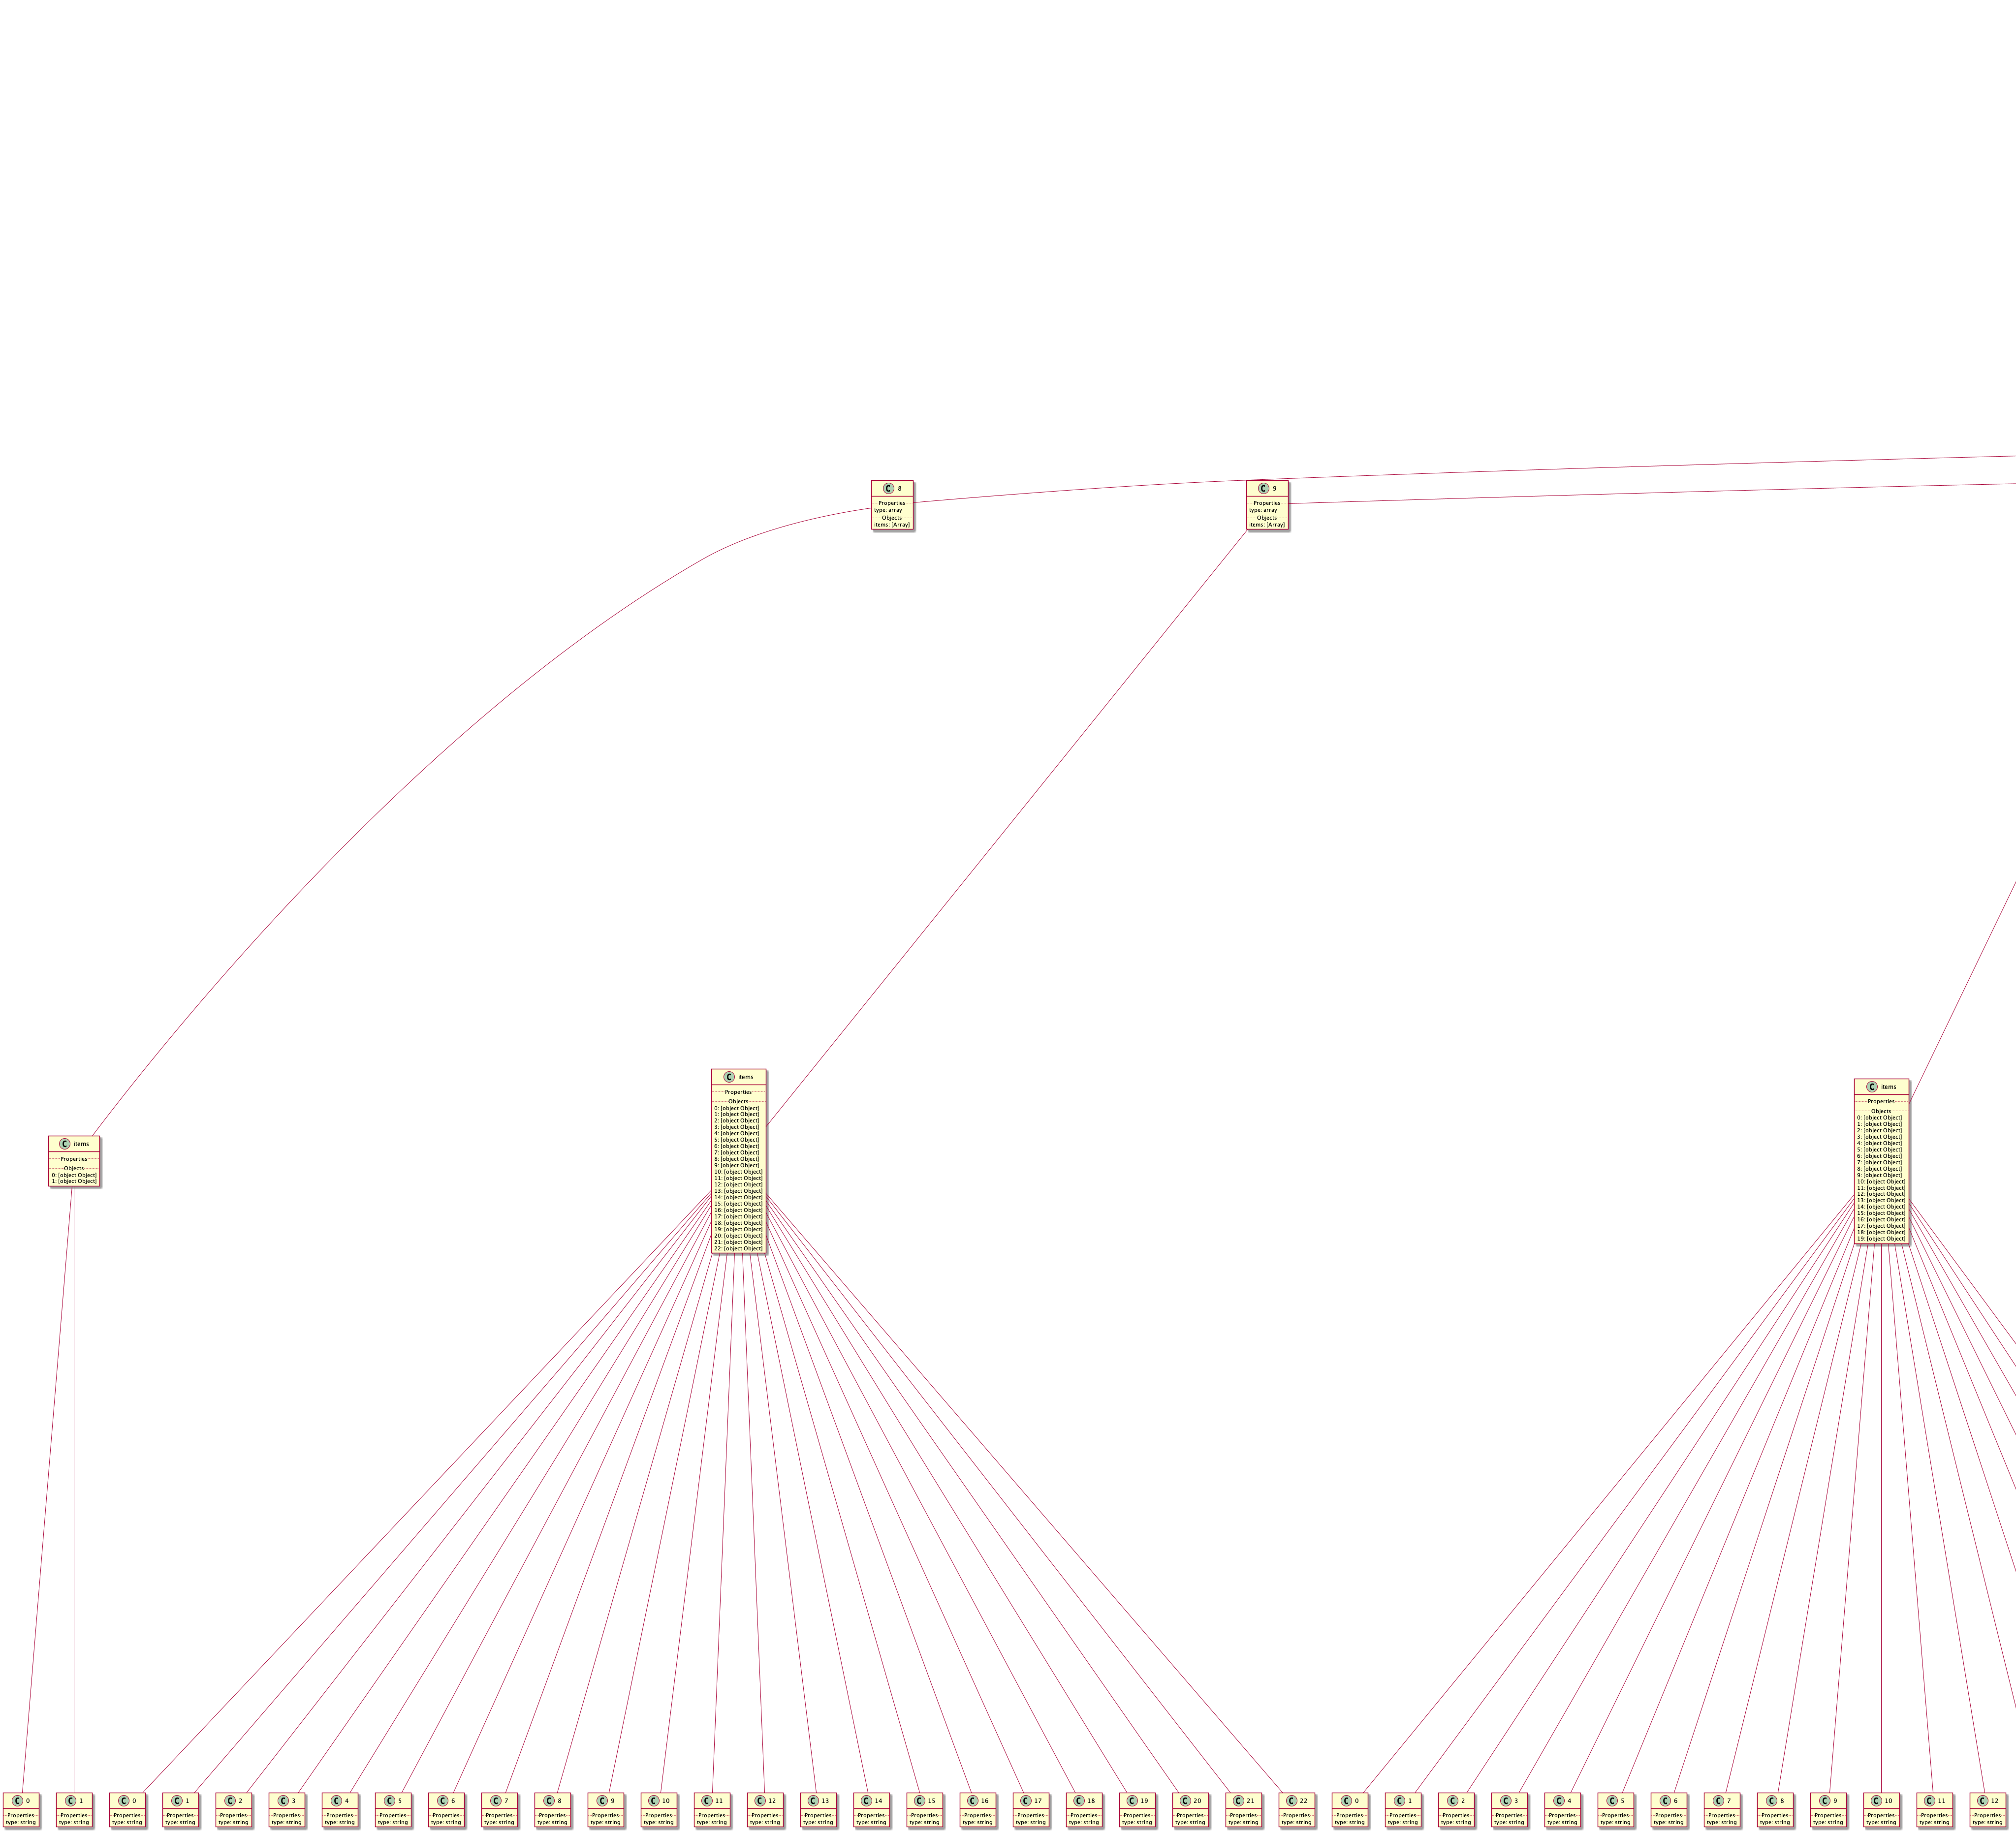 C 8
Properties
type: array
Objects
items: [Array]
C 9
Properties
type: array
Objects
items: [Array]
C items
Properties
Objects
0: [object Object]
1: [object Object]
2: [object Object]
3: [object Object]
4: [object Object]
5: [object Object]
6: [object Object]
7: [object Object]
8: [object Object]
9: [object Object]
10: [object Object]
11: [object Object]
12: [object Object]
13: [object Object]
14: [object Object]
15: [object Object]
16: [object Object]
17: [object Object]
18: [object Object]
19: [object Object]
20: [object Object]
21: [object Object]
22: [object Object]
C items
Properties
Objects
0: [object Object]
1: [object Object]
2: [object Object]
3: [object Object]
4: [object Object]
5: [object Object]
6: [object Object]
7: [object Object]
8: [object Object]
9: [object Object]
10: [object Object]
11: [object Object]
12: [object Object]
13: [object Object]
14: [object Object]
15: [object Object]
16: [object Object]
17: [object Object]
18: [object Object]
19: [object Object]
C items
Properties
Objects
0: [object Object]
1: [object Object]
C 0
Properties
type: string
C 1
Properties
type: string
C 0
Properties
type: string
C 1
Properties
type: string
C 2
Properties
type: string
C 3
Properties
type: string
C 4
Properties
type: string
C 5
Properties
type: string
C 6
Properties
type: string
C 7
Properties
type: string
C 8
Properties
type: string
C 9
Properties
type: string
C 10
Properties
type: string
C 11
Properties
type: string
C 12
Properties
type: string
C 13
Properties
type: string
C 14
Properties
type: string
C 15
Properties
type: string
C 16
Properties
type: string
C 17
Properties
type: string
C 18
Properties
type: string
C 19
Properties
type: string
C 20
Properties
type: string
C 21
Properties
type: string
C 22
Properties
type: string
C 0
Properties
type: string
C 1
Properties
type: string
C 2
Properties
type: string
C 3
Properties
type: string
C 4
Properties
type: string
C 5
Properties
type: string
C 6
Properties
type: string
C 7
Properties
type: string
C 8
Properties
type: string
C 9
Properties
type: string
C 10
Properties
type: string
C 11
Properties
type: string
C 12
Properties
type: string